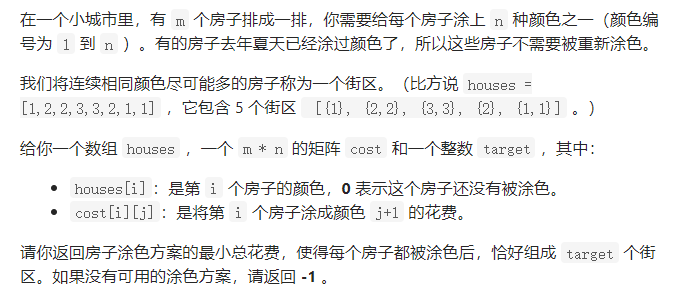 在一个小城市里，有 m 个房子排成一排，你需要给每个房子涂上 n 种颜色之一（颜色编
号为 1 到 n ）。有的房子去年夏天已经涂过颜色了，所以这些房子不需要被重新涂色。
我们将连续相同颜色尽可能多的房子称为一个街区。（比方说 houses =
[1,2,2,3,3,2,1,1] ，它包含 5 个街区 [{1}, {2,2}, {3,3}, {2}, {1,1}] 。）
给你一个数组 houses ，一个 m * n 的矩阵 cost 和一个整数 target ，其中：
• houses[i]：是第 i 个房子的颜色，0 表示这个房子还没有被涂色。
• cost[i][j]：是将第 i 个房子涂成颜色 j+1 的花费。
请你返回房子涂色方案的最小总花费，使得每个房子都被涂色后，恰好组成 target 个街
区。如果没有可用的涂色方案，请返回 -1 。